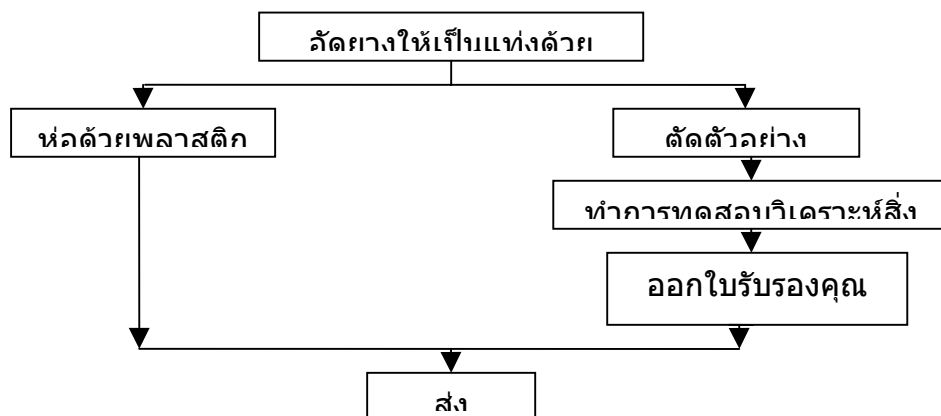 อัดยางให้เป็นแท่งด้วย
ห่อด้วยพลาสติก
ตัดตัวอย่าง
ทำการทดสอบวิเคราะห์สิ่ง
ออกใบรับรองคุณ
ส่ง